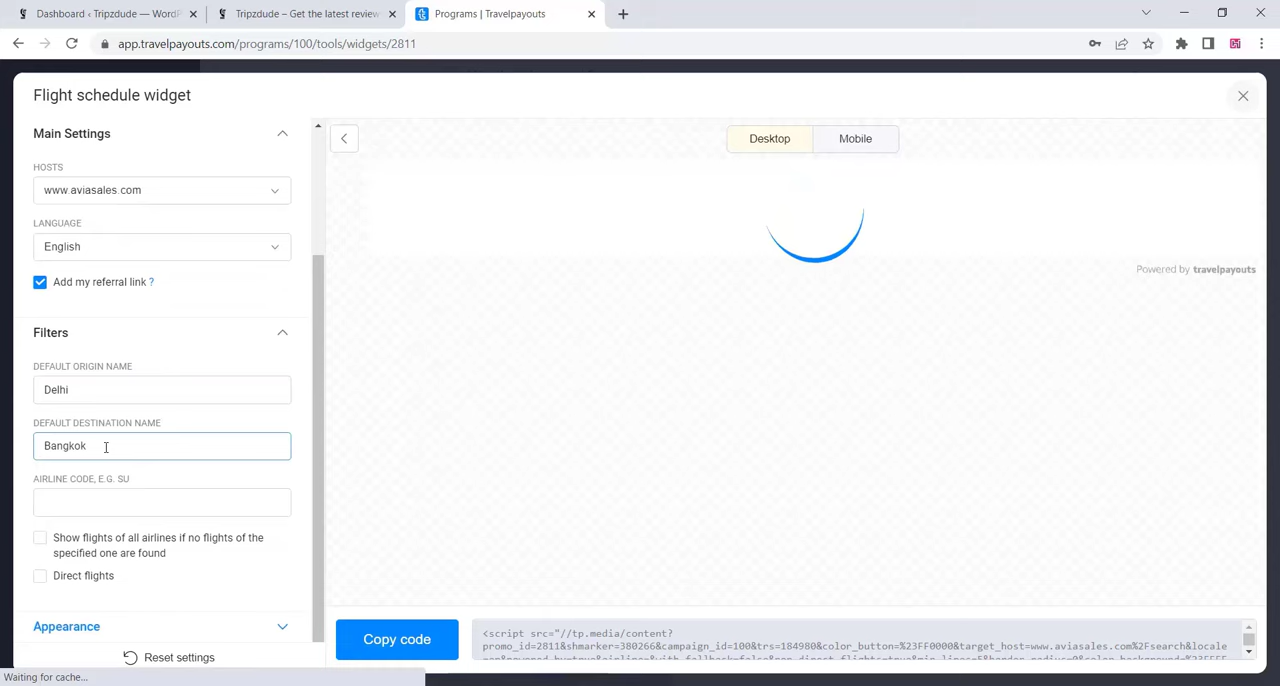 Dashboard ‹ Tripzdude — WordP
Tripzdude – Get the latest review
Programs | Travelpayouts
app.travelpayouts.com/programs/100/tools/widgets/2811
Flight schedule widget
Main Settings
HOSTS
www.aviasales.com
LANGUAGE
English
Add my referral link ?
Filters
DEFAULT ORIGIN NAME
Delhi
DEFAULT DESTINATION NAME
Bangkok
AIRLINE CODE, E.G. SU
Show flights of all airlines if no flights of the
specified one are found
Direct flights
Appearance
Reset settings
Waiting for cache...
Desktop
Mobile
Powered by travelpayouts
Copy code
<script src="//tp.media/content?
promo_id=2811&shmarker=380266&campaign_id=100&trs=184980&color_button=%23FF0000&target_host=www.aviasales.com%2Fsearch&locale